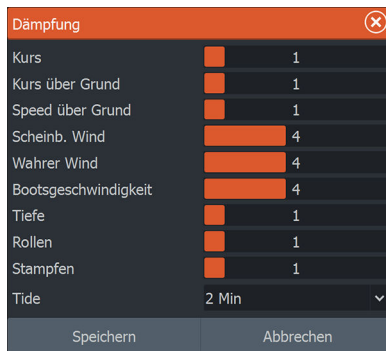 Dämpfung
Kurs 1
Kurs über Grund 1
Speed über Grund 1
Scheinb. Wind 4
Wahrer Wind 4
Bootsgeschwindigkeit 4
Tiefe 1
Rollen 1
Stampfen 1
Tide 2 Min
Speichern Abbrechen